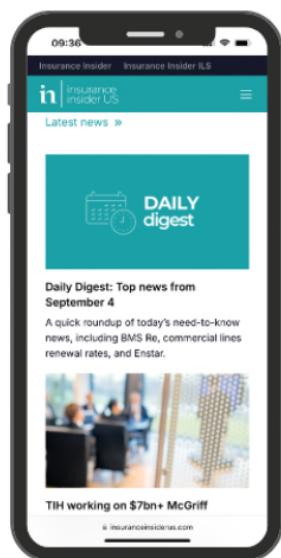 09:36
Insurance Insider Insurance Insider ILS
in insurance
insider US
Latest news »
DAILY
digest
Daily Digest: Top news from
September 4
A quick roundup of today's need-to-know
news, including BMS Re, commercial lines
renewal rates, and Enstar.
TIH working on $7bn+ McGriff
insuranceinsiderus.com